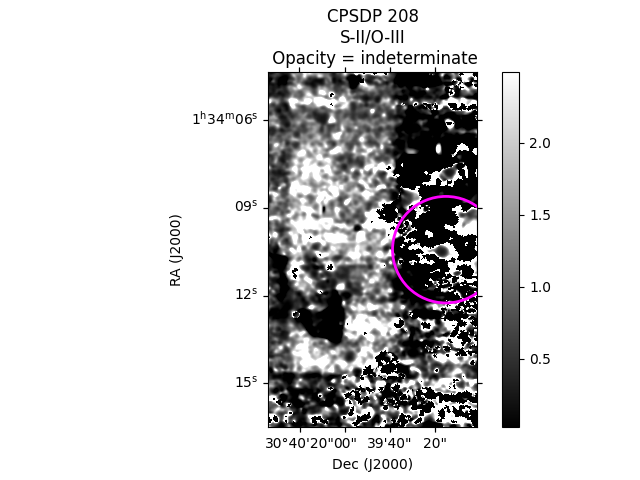 CPSDP 208
S-II/O-III
Opacity = indeterminate
1ʰ34ᵐ06ˢ
09ˢ
12ˢ
15ˢ
RA (J2000)
30°40'20"00" 39'40" 20"
Dec (J2000)
2.0
1.5
1.0
0.5